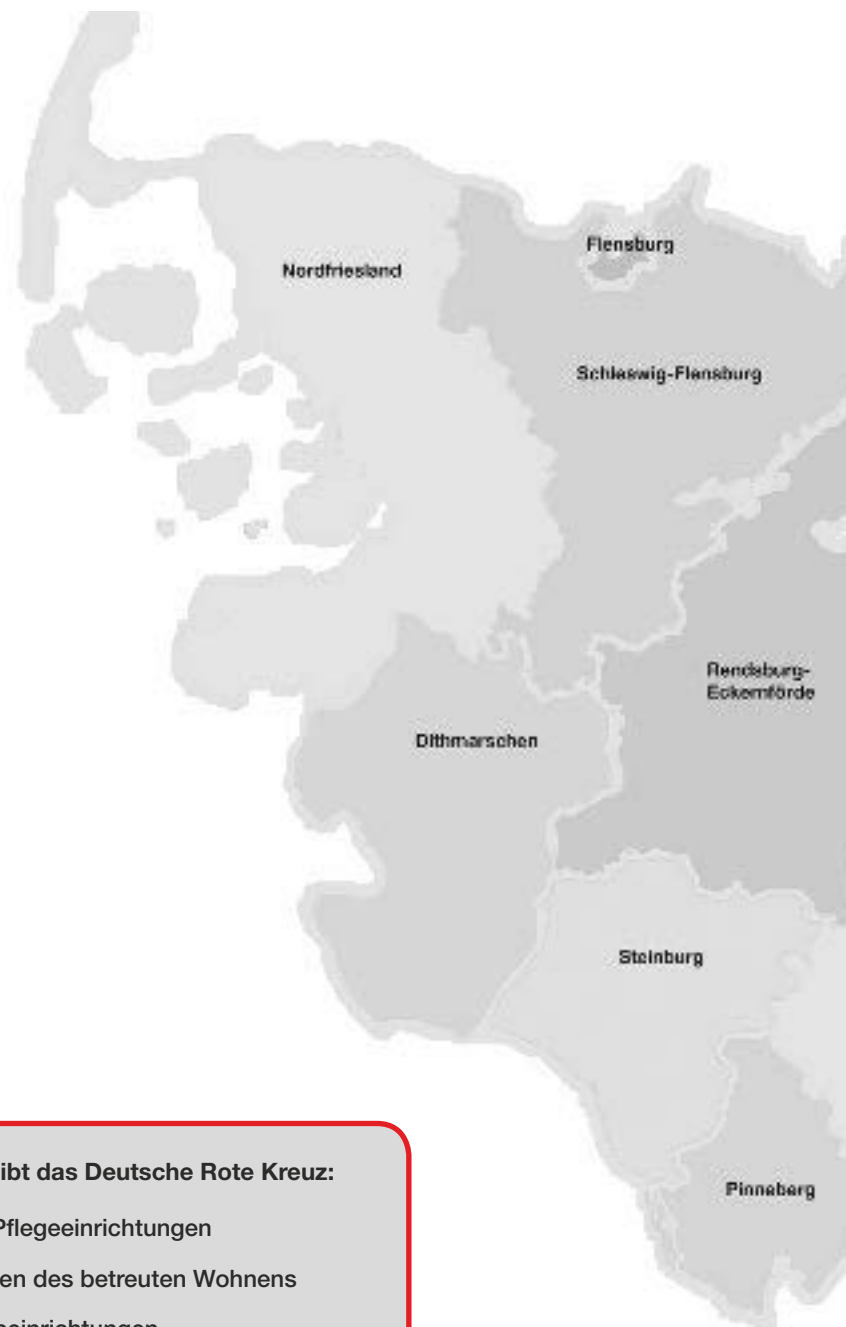 Flensburg
Nordfriesland
Schleswig-Flensburg
Rendsburg-
Eckernförde
Dithmarschen
Steinburg
Pinneberg
ibt das Deutsche Rote Kreuz:
Pflegeeinrichtungen
en des betreuten Wohnens